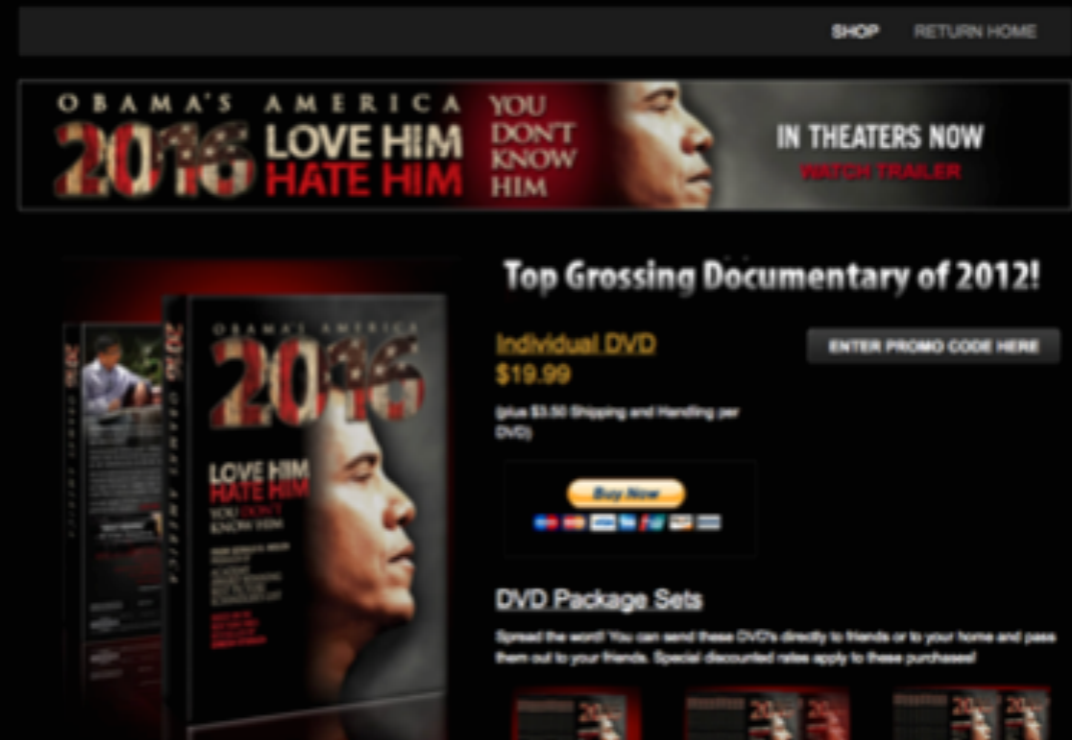 SHOP RETURN HOME
OBAMA'S AMERICA
2016
LOVE HIM
HATE HIM
YOU
DON'T
KNOW
HIM
IN THEATERS NOW
WATCH TRAILER
Top Grossing Documentary of 2012!
OBAMA'S AMERICA
2016
LOVE HIM
HATE HIM
YOU DON'T
KNOW HIM
2016 OBAMA'S AMERICA
Individual DVD
$19.99
(plus $3.50 Shipping and Handling per
DVD)
ENTER PROMO CODE HERE
Buy Now
DVD Package Sets
Spread the word! You can send these DVD's directly to friends or to your home and pass
them out to your friends. Special discounted rates apply to these purchases!